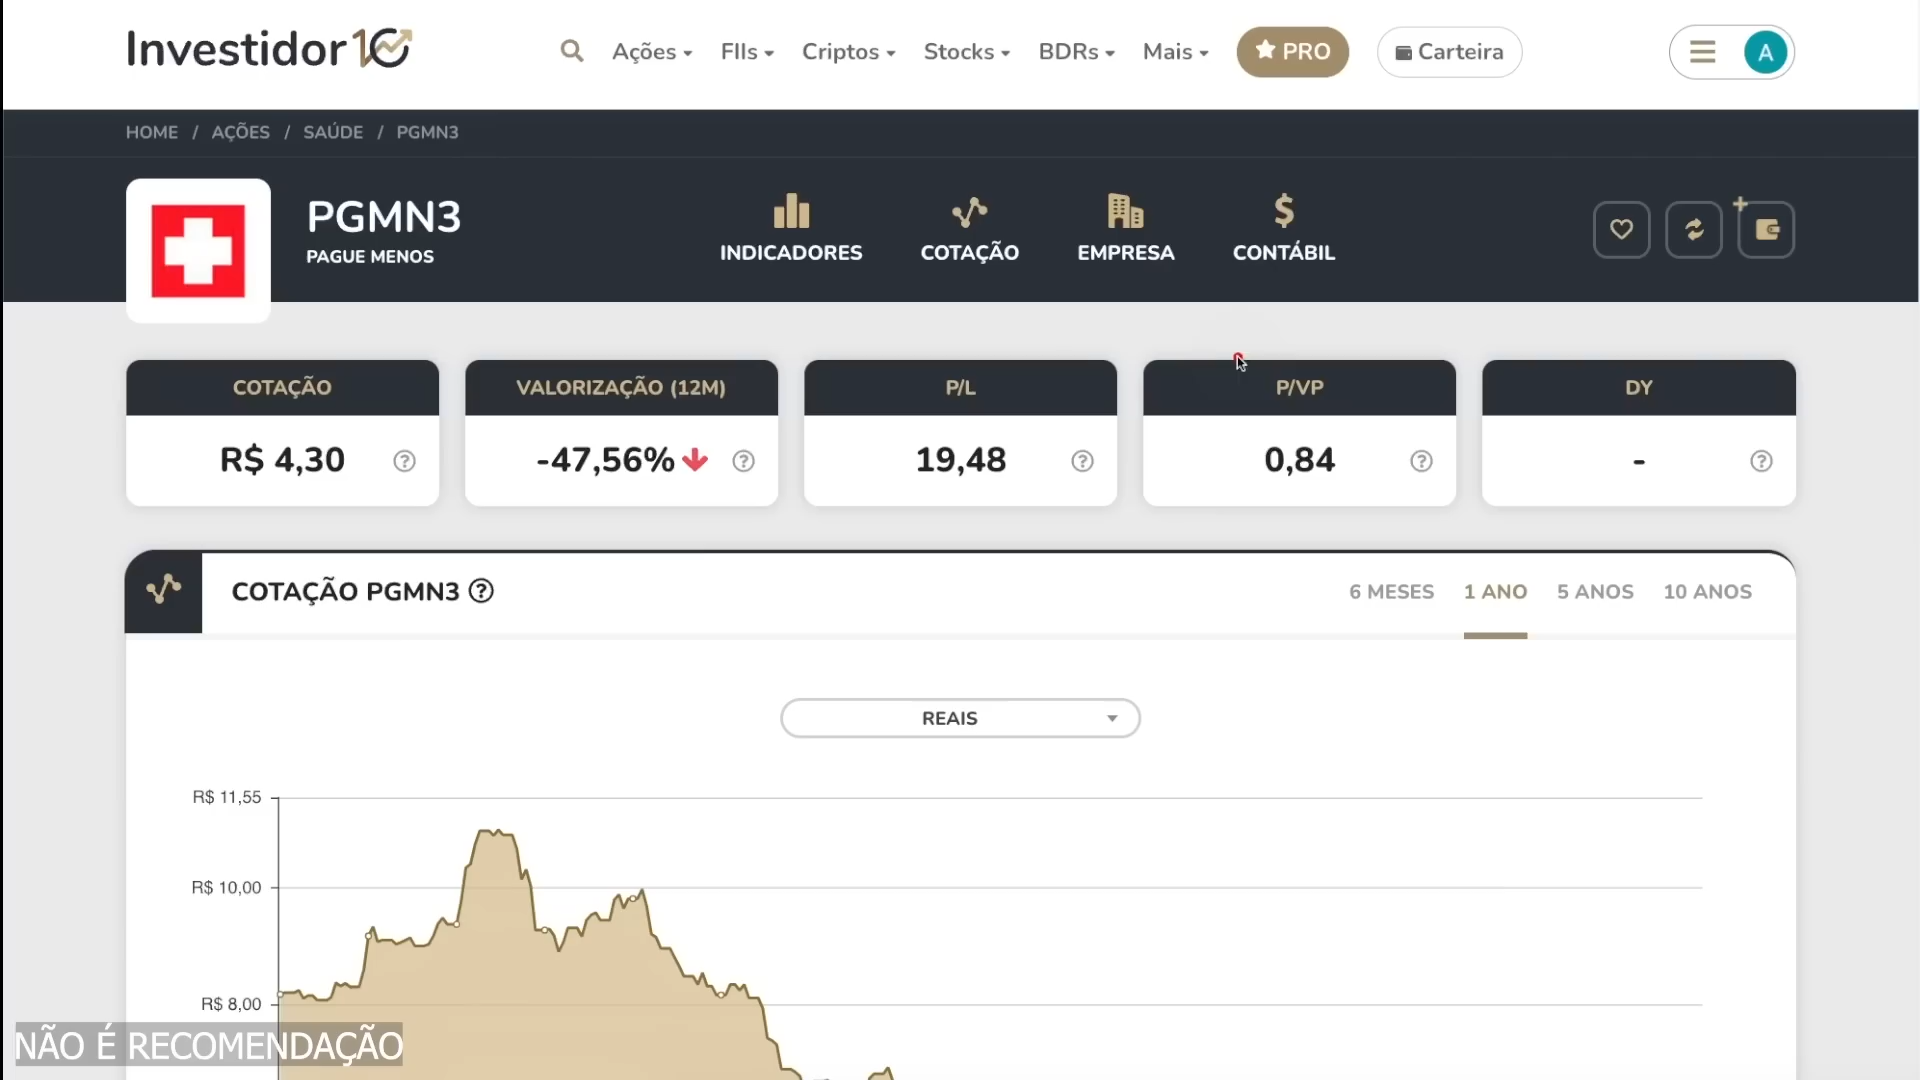 Investidor 10
Ações
FIIs
Criptos
Stocks
BDRs
Mais
PRO
Carteira
A
HOME / AÇÕES / SAÚDE / PGMN3
PGMN3
PAGUE MENOS
INDICADORES
COTAÇÃO
EMPRESA
CONTÁBIL
COTAÇÃO
R$ 4,30
VALORIZAÇÃO (12M)
-47,56%
P/L
19,48
P/VP
0,84
DY
-
COTAÇÃO PGMN3
6 MESES
1 ANO
5 ANOS
10 ANOS
REAIS
R$ 11,55
R$ 10,00
R$ 8,00
NÃO É RECOMENDAÇÃO